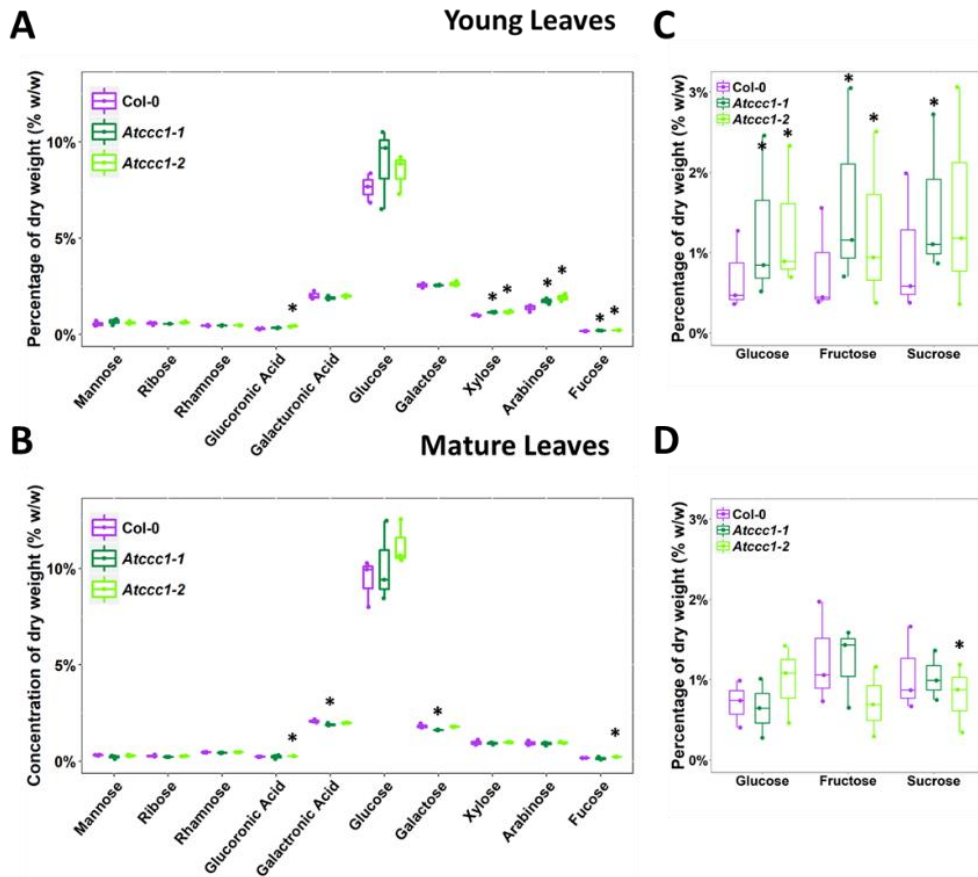 A
Young Leaves
Percentage of dry weight (% w/w)
10%
5%
0%
Col-0
Atccc1-1
Atccc1-2
*
* *
* *
* *
Mannose
Ribose
Rhamnose
Glucoronic Acid
Galacturonic Acid
Glucose
Galactose
Xylose
Arabinose
Fucose
C
Percentage of dry weight (% w/w)
3%
2%
1%
0%
Col-0
Atccc1-1
Atccc1-2
* *
* *
*
Glucose Fructose Sucrose
B
Mature Leaves
Concentration of dry weight (% w/w)
10%
5%
0%
Col-0
Atccc1-1
Atccc1-2
*
*
*
*
Mannose
Ribose
Rhamnose
Glucoronic Acid
Galactronic Acid
Glucose
Galactose
Xylose
Arabinose
Fucose
D
Percentage of dry weight (% w/w)
3%
2%
1%
0%
Col-0
Atccc1-1
Atccc1-2
*
Glucose Fructose Sucrose